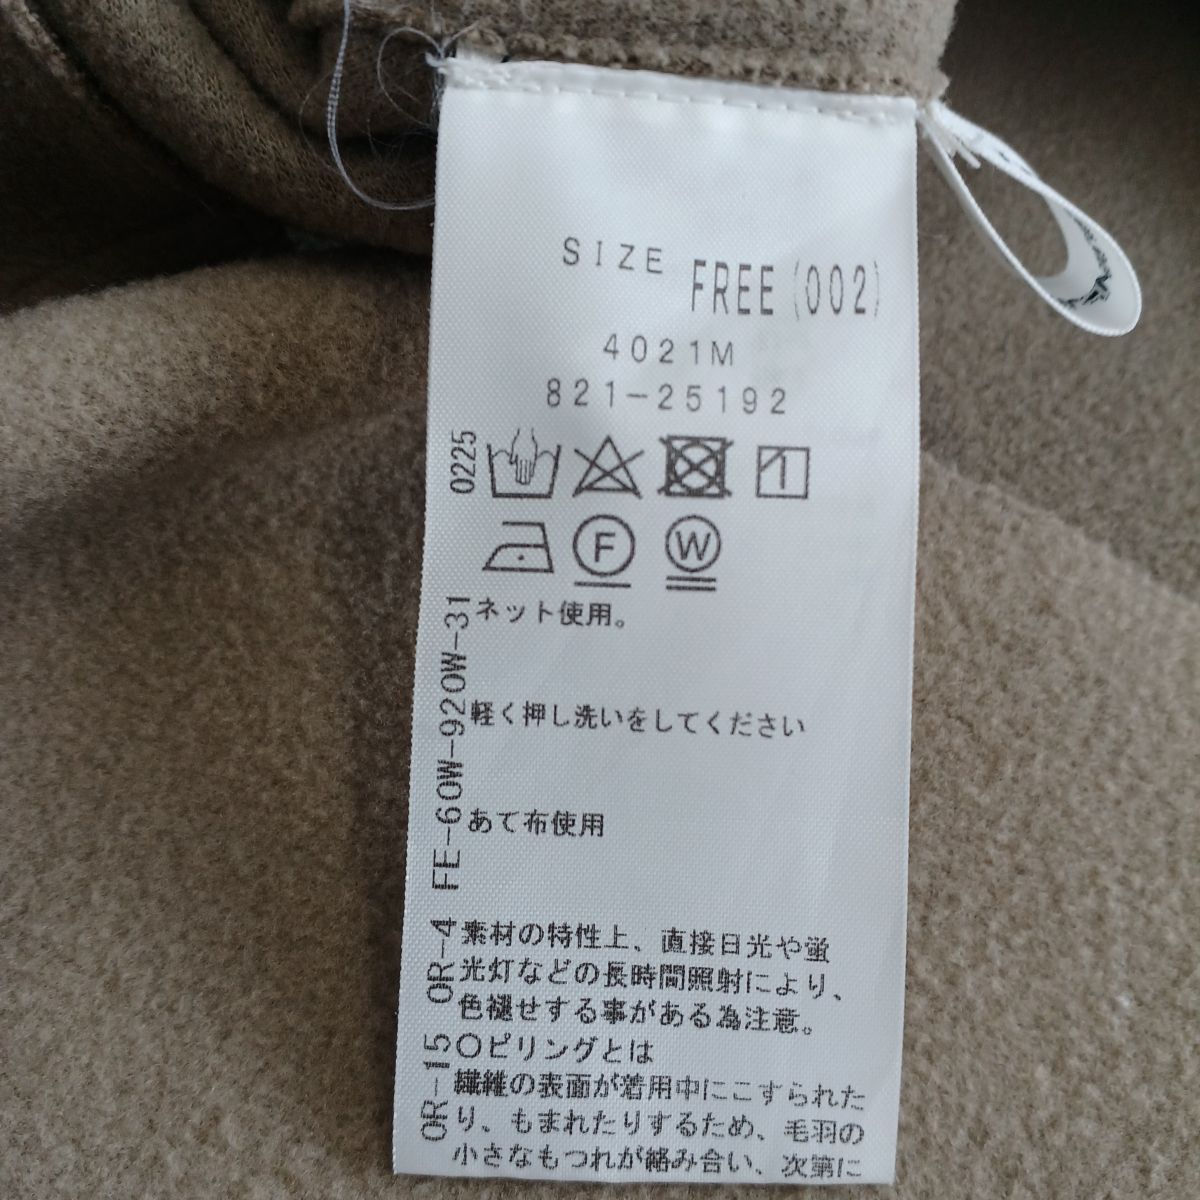 SIZE FREE(002)
4021M
821-25192
0225
F W
FE-60W-920W-31
ネット使用。
軽く押し洗いをしてください
あて布使用
OR-4
素材の特性上、直接日光や蛍
光灯などの長時間照射により、
色褪せする事がある為注意。
OR-15
〇ピリングとは
繊維の表面が着用中にこすられた
り、もまれたりするため、毛羽の
小さなもつれが絡み合い、次第に